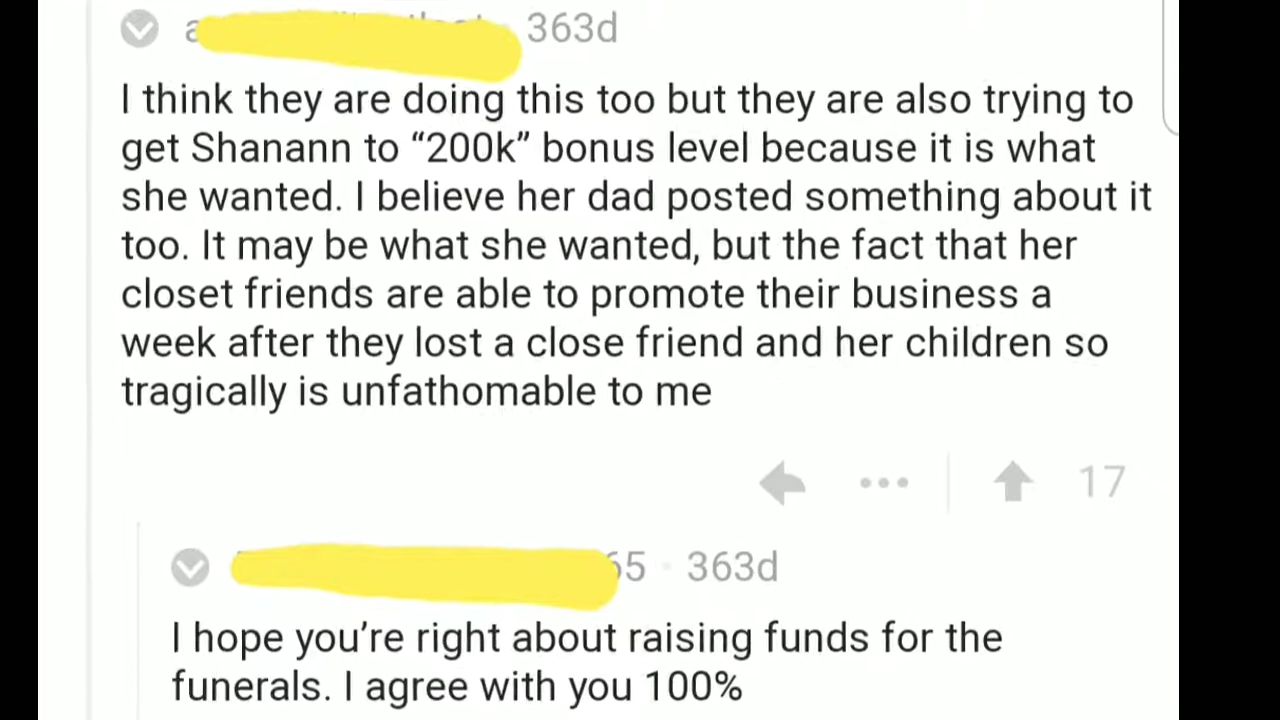 363d
I think they are doing this too but they are also trying to
get Shanann to “200k” bonus level because it is what
she wanted. I believe her dad posted something about it
too. It may be what she wanted, but the fact that her
closet friends are able to promote their business a
week after they lost a close friend and her children so
tragically is unfathomable to me
17
363d
I hope you’re right about raising funds for the
funerals. I agree with you 100%